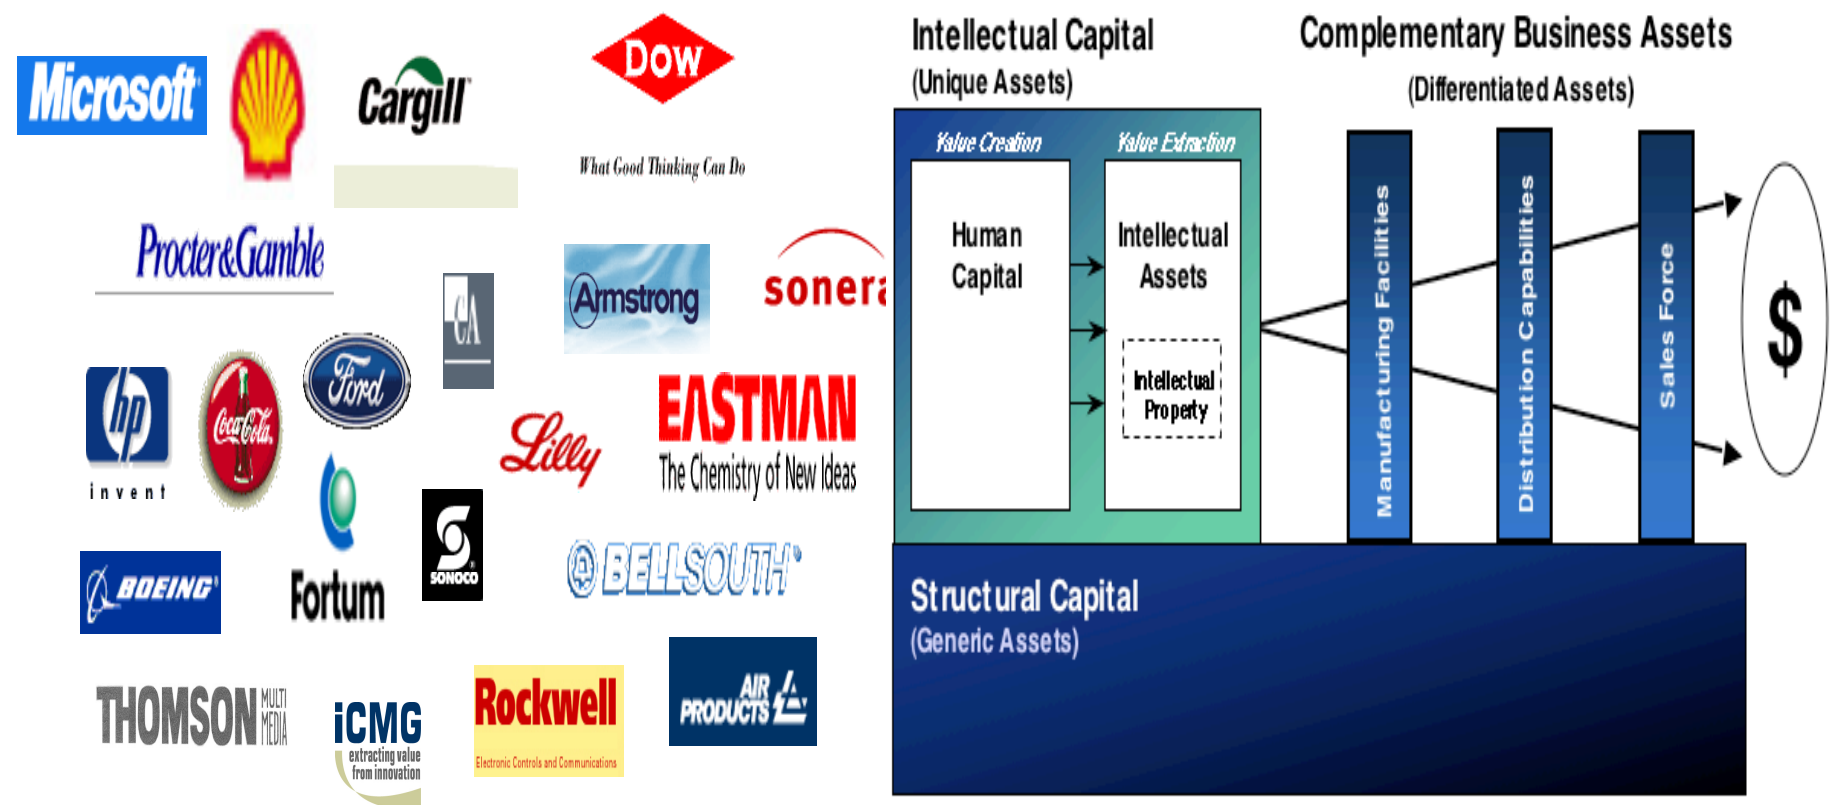 Microsoft
Cargill
DOW
What Good Thinking Can Do
Procter&Gamble
CA
Armstrong
sonera
hp
invent
Coca-Cola
Ford
Lilly
EASTMAN
The Chemistry of New Ideas
Fortum
SONOCO
BELLSOUTH
BOEING
THOMSON
MULTI
MEDIA
iCMG
extracting value
from innovation
Rockwell
Electronic Controls and Communications
AIR
PRODUCTS
Intellectual Capital
(Unique Assets)
Complementary Business Assets
(Differentiated Assets)
Value Creation
Value Extraction
Human
Capital
Intellectual
Assets
Intellectual
Property
Manufacturing Facilities
Distribution Capabilities
Sales Force
$
Structural Capital
(Generic Assets)